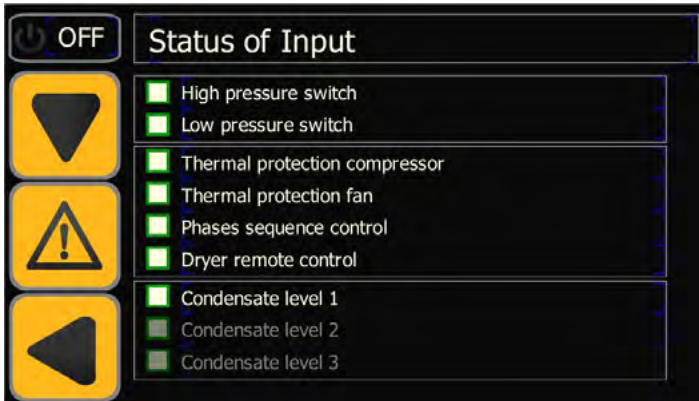 OFF
Status of Input
High pressure switch
Low pressure switch
Thermal protection compressor
Thermal protection fan
Phases sequence control
Dryer remote control
Condensate level 1
Condensate level 2
Condensate level 3